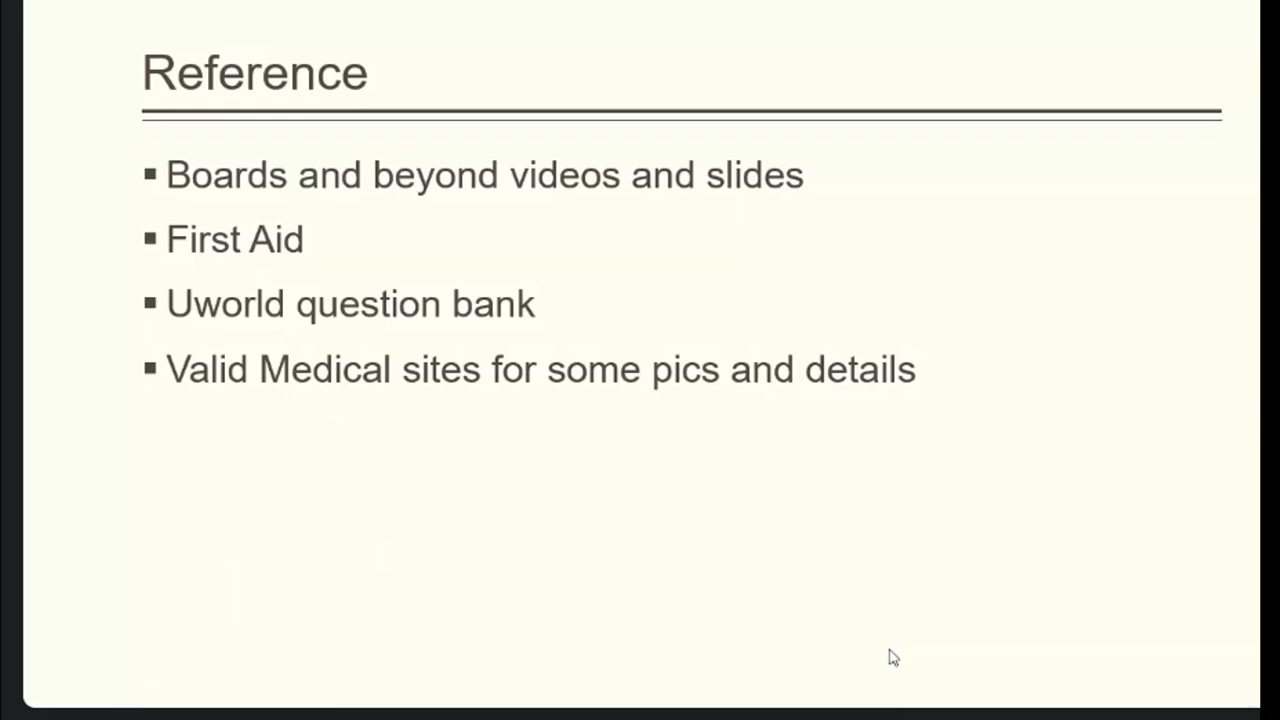 Reference
▪ Boards and beyond videos and slides
▪ First Aid
▪ Uworld question bank
▪ Valid Medical sites for some pics and details